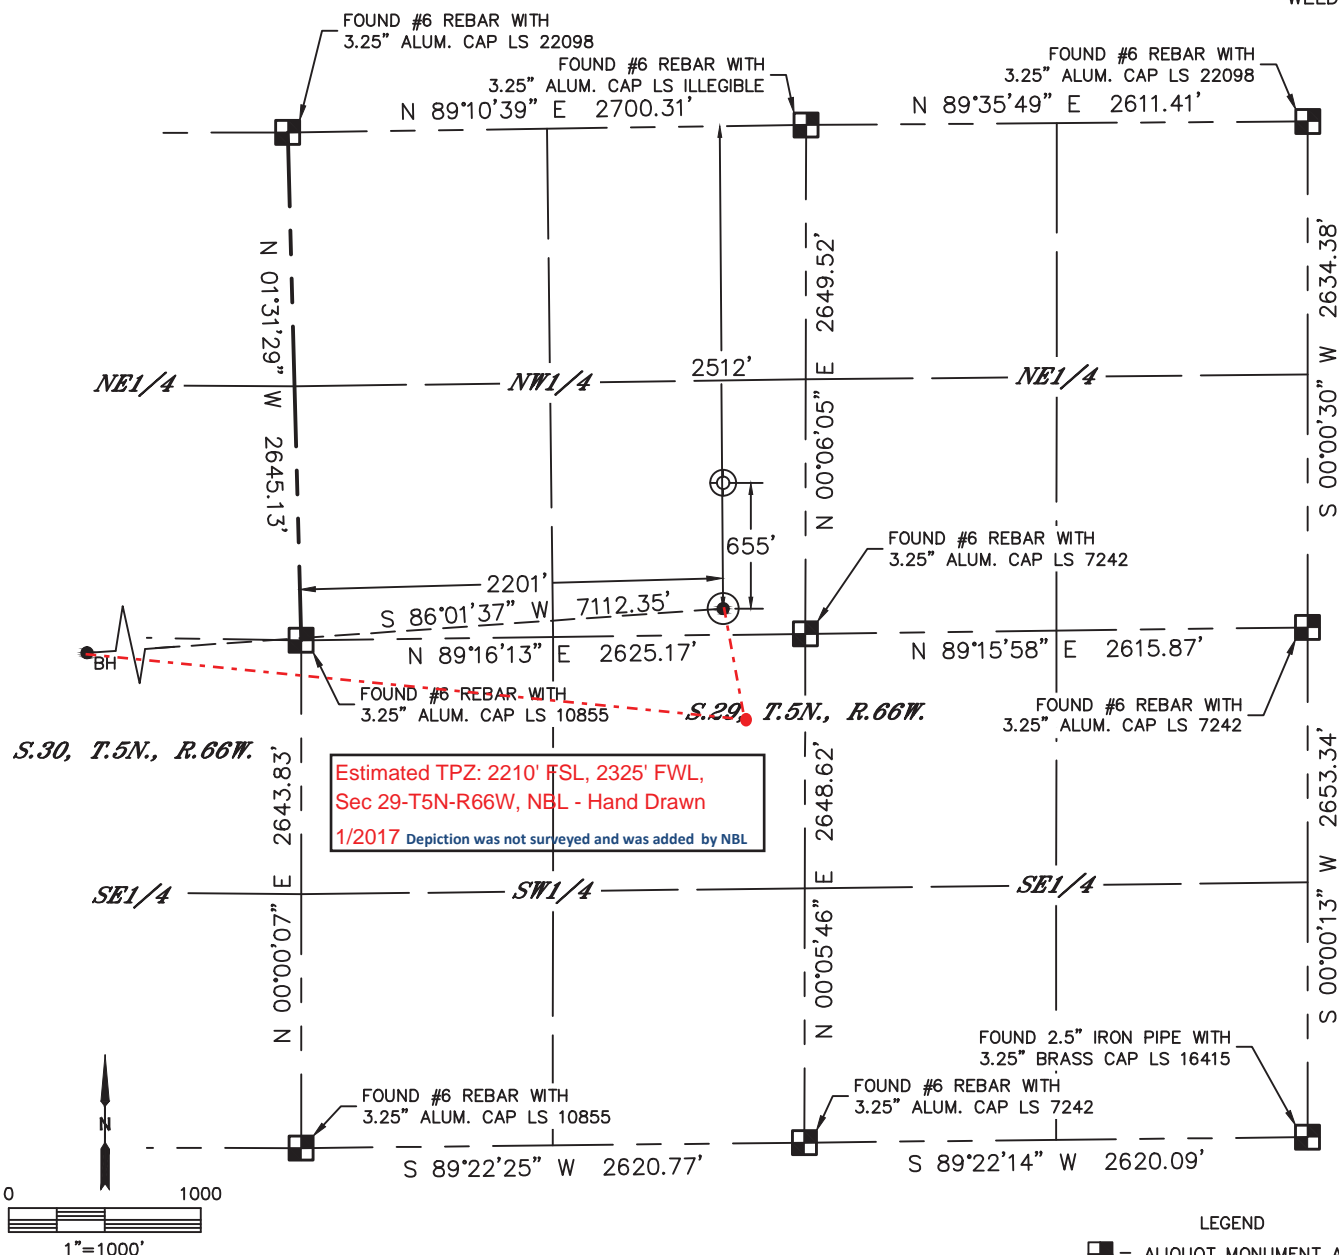 WELD
FOUND #6 REBAR WITH
3.25" ALUM. CAP LS 22098
FOUND #6 REBAR WITH
3.25" ALUM. CAP LS ILLEGIBLE
FOUND #6 REBAR WITH
3.25" ALUM. CAP LS 22098
N 89°10'39" E 2700.31'
N 89°35'49" E 2611.41'
N 01°31'29" W 2645.13'
N 00°06'05" E 2649.52'
S 00°00'30" W 2634.38'
2512'
NE1/4
NW1/4
NE1/4
655'
FOUND #6 REBAR WITH
3.25" ALUM. CAP LS 7242
2201'
S 86°01'37" W 7112.35'
BH
N 89°16'13" E 2625.17'
N 89°15'58" E 2615.87'
FOUND #6 REBAR WITH
3.25" ALUM. CAP LS 10855
FOUND #6 REBAR WITH
3.25" ALUM. CAP LS 7242
S.29, T.5N., R.66W.
S.30, T.5N., R.66W.
Estimated TPZ: 2210' FSL, 2325' FWL,
Sec 29-T5N-R66W, NBL - Hand Drawn
1/2017 Depiction was not surveyed and was added by NBL
N 00°00'07" E 2643.83'
N 00°05'46" E 2648.62'
S 00°00'13" W 2653.34'
SE1/4
SW1/4
SE1/4
FOUND 2.5" IRON PIPE WITH
3.25" BRASS CAP LS 16415
FOUND #6 REBAR WITH
3.25" ALUM. CAP LS 10855
FOUND #6 REBAR WITH
3.25" ALUM. CAP LS 7242
N
S 89°22'25" W 2620.77'
S 89°22'14" W 2620.09'
0 1000
1"=1000'
LEGEND
= ALIQUOT MONUMENT A